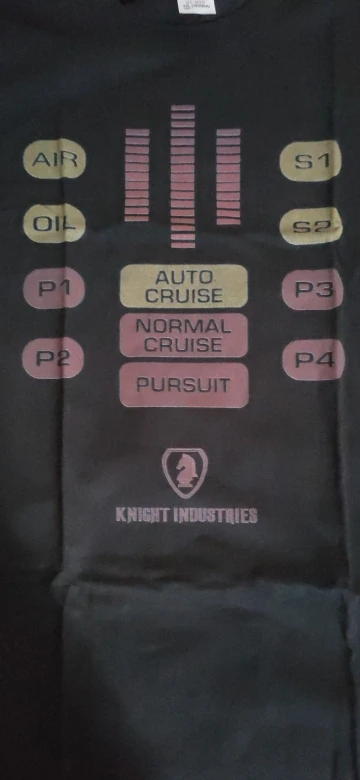 AIR
S1
OIL
S2
AUTO
CRUISE
P1
P3
NORMAL
CRUISE
P2
P4
PURSUIT
KNIGHT INDUSTRIES